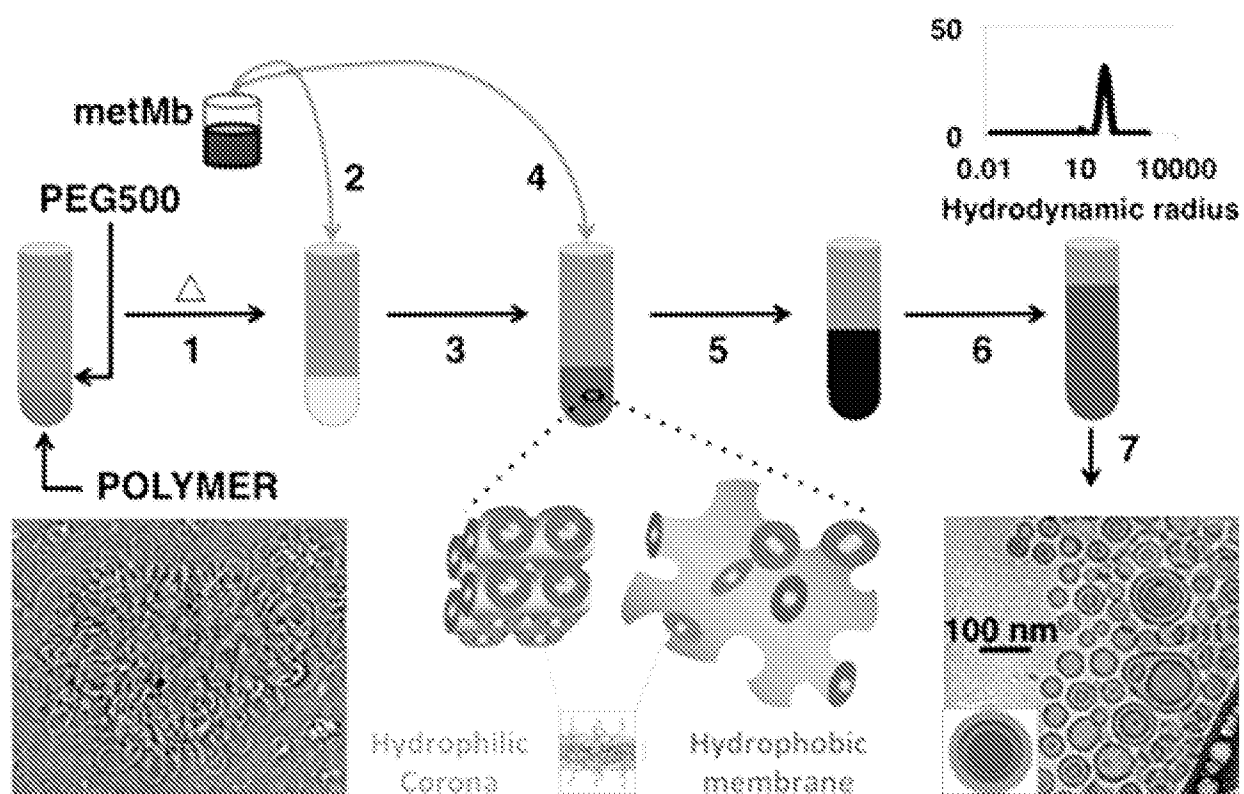 50
metMb
0
2
4
0.01 10 10000
PEG500
Hydrodynamic radius
△
1
3
5
6
7
POLYMER
100 nm
Hydrophilic
Corona
Hydrophobic
membrane